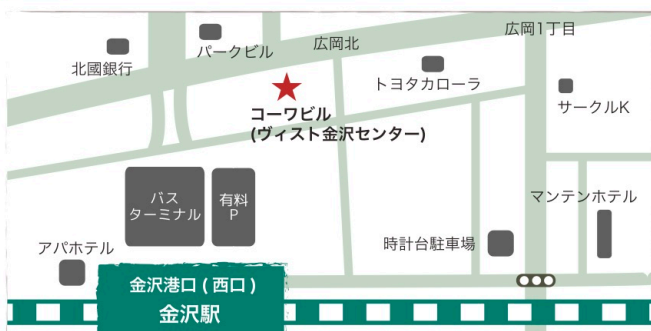 広岡1丁目
パークビル
広岡北
北國銀行
トヨタカローラ
サークルK
コーワビル
(ヴィスト金沢センター)
バス
ターミナル
有料
P
マンテンホテル
アパホテル
時計台駐車場
金沢港口(西口)
金沢駅